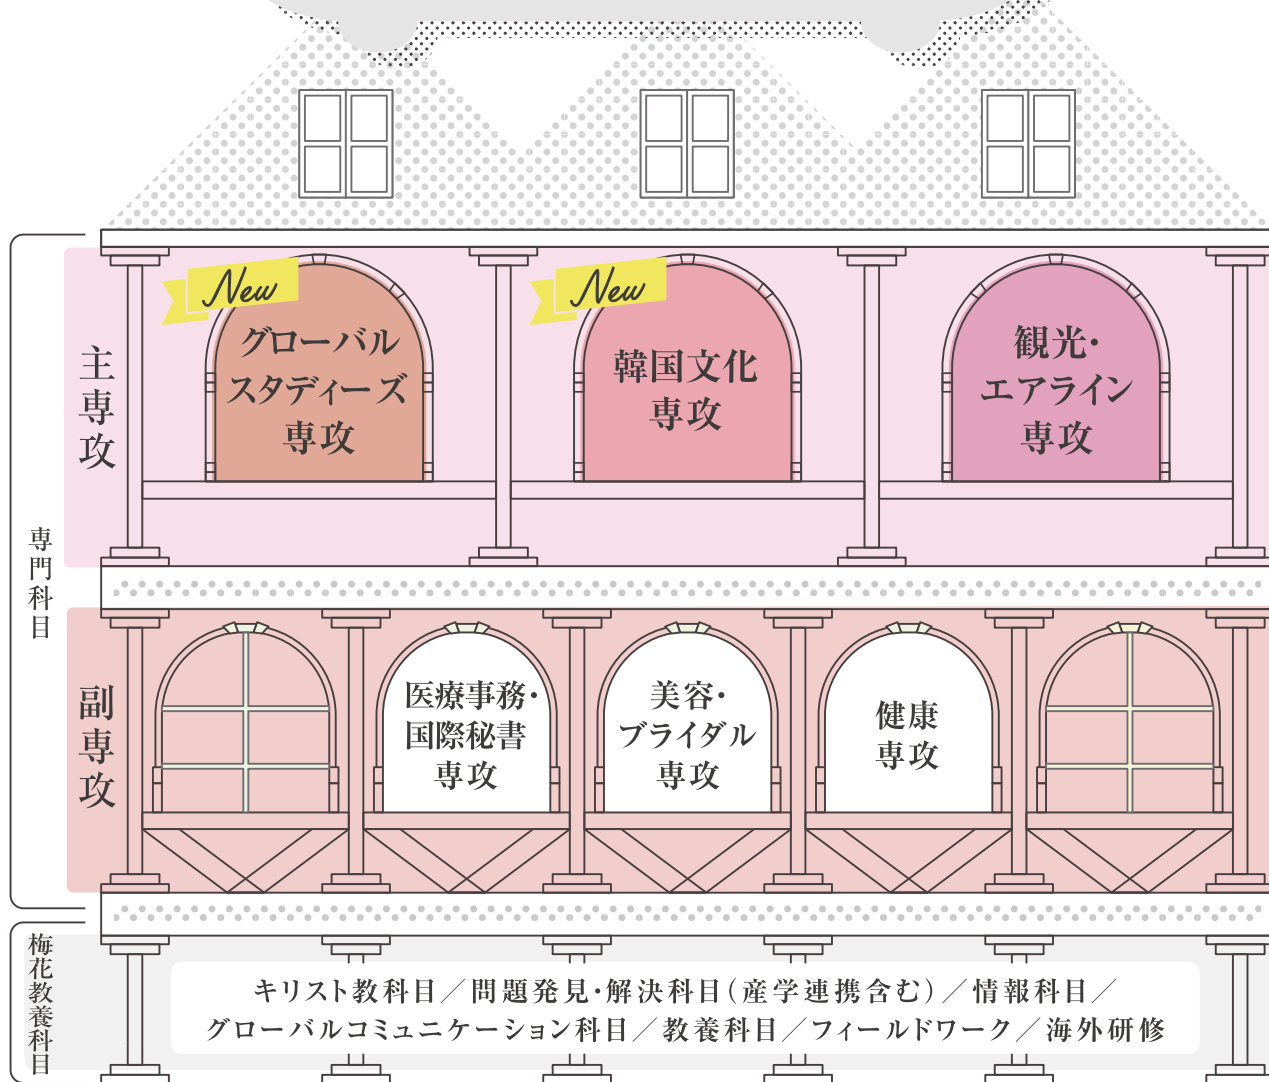 専門科目
主専攻
New
グローバル
スタディーズ
専攻
New
韓国文化
専攻
観光・
エアライン
専攻
副専攻
医療事務・
国際秘書
専攻
美容・
ブライダル
専攻
健康
専攻
梅花教養科目
キリスト教科目／問題発見・解決科目（産学連携含む）／情報科目／
グローバルコミュニケーション科目／教養科目／フィールドワーク／海外研修